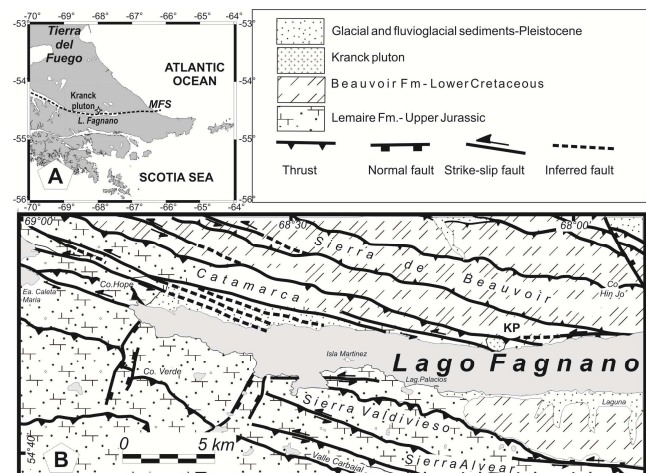 -70° -69° -68° -67° -66° -65° -64°
-53° -53°
Tierra
del
Fuego
ATLANTIC
OCEAN
-54° -54°
Kranck
pluton
MFS
L. Fagnano
-55° -55°
A
SCOTIA SEA
-56° -56°
-70° -69° -68° -67° -66° -65° -64°
Glacial and fluvioglacial sediments-Pleistocene
Kranck pluton
Beauvoir Fm-LowerCretaceous
Lemaire Fm.- Upper Jurassic
Thrust Normal fault Strike-slip fault Inferred fault
69°00' 68°30' 68°00'
Sierra de Beauvoir
Catamarca
Co.Hope
Ea. Caleta
Maria
Co.
Hin Jo
KP
Lago Fagnano
Isla Martinez
Co. Verde
Lag.Palacios
Laguna
Sierra Valdivieso
54°40'
0 5 km
B
Valle Carbajal
Sierra Alvear